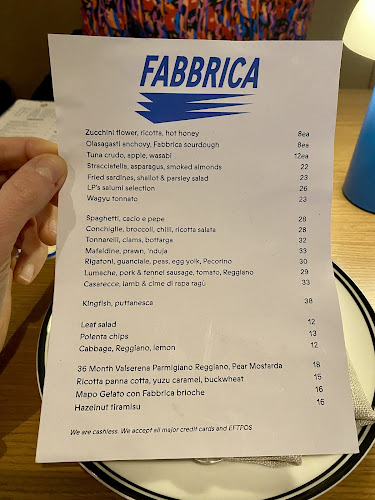 FABBRICA
Zucchini flower, ricotta, hot honey 8ea
Olasagasti anchovy, Fabbrica sourdough 8ea
Tuna crudo, apple, wasabi 12ea
Stracciatella, asparagus, smoked almonds 22
Fried sardines, shallot & parsley salad 23
LP's salumi selection 26
Wagyu tonnato 23
Spaghetti, cacio e pepe 28
Conchiglie, broccoli, chilli, ricotta salata 28
Tonnarelli, clams, bottarga 32
Mafaldine, prawn, 'nduja 33
Rigatoni, guanciale, peas, egg yolk, Pecorino 30
Lumache, pork & fennel sausage, tomato, Reggiano 29
Casarecce, lamb & cime di rapa ragu 33
Kingfish, puttanesca 38
Leaf salad 12
Polenta chips 13
Cabbage, Reggiano, lemon 12
36 Month Valserena Parmigiano Reggiano, Pear Mostarda 18
Ricotta panna cotta, yuzu caramel, buckwheat 15
Mapo Gelato con Fabbrica brioche 16
Hazelnut tiramisu 16
We are cashless. We accept all major credit cards and EFTPOS